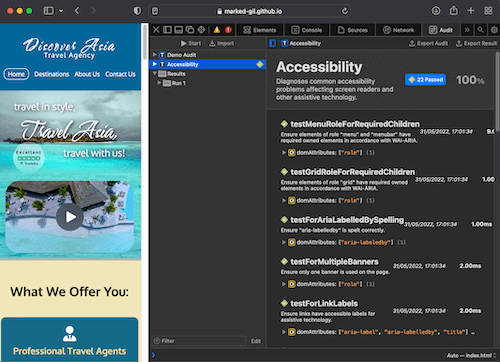 marked-gil.github.io
Discover Asia
Travel Agency
Home Destinations About Us Contact Us
travel in style,
Travel Asia,
travel with us!
Excellent
What We Offer You:
Professional Travel Agents
Elements Console Sources Network Audit
Start Import
Accessibility Export Audit Export Result
Demo Audit
Accessibility
Results
Run 1
Accessibility
Diagnoses common accessibility
problems affecting screen readers and
other assistive technology.
22 Passed
100%
testMenuRoleForRequiredChildren
Ensure elements of role "menu" and "menubar" have
required owned elements in accordance with WAI-ARIA.
31/05/2022, 17:01:34
domAttributes: ["role"] (1)
testGridRoleForRequiredChildren
Ensure elements of role "grid" have required owned
elements in accordance with WAI-ARIA.
31/05/2022, 17:01:34 1.00
domAttributes: ["role"] (1)
testForAriaLabelledBySpelling
Ensure "aria-labelledby" is spelt correctly.
31/05/2022, 17:01:34 1.00ms
domAttributes: ["aria-labeledby"] (1)
testForMultipleBanners
Ensure only one banner is used on the page.
31/05/2022, 17:01:34 2.00ms
domAttributes: ["role"] (1)
testForLinkLabels
Ensure links have accessible labels for
assistive technology.
31/05/2022, 17:01:34 2.00ms
domAttributes: ["aria-label", "aria-labelledby", "title"] …
Filter Edit
Auto — index.html